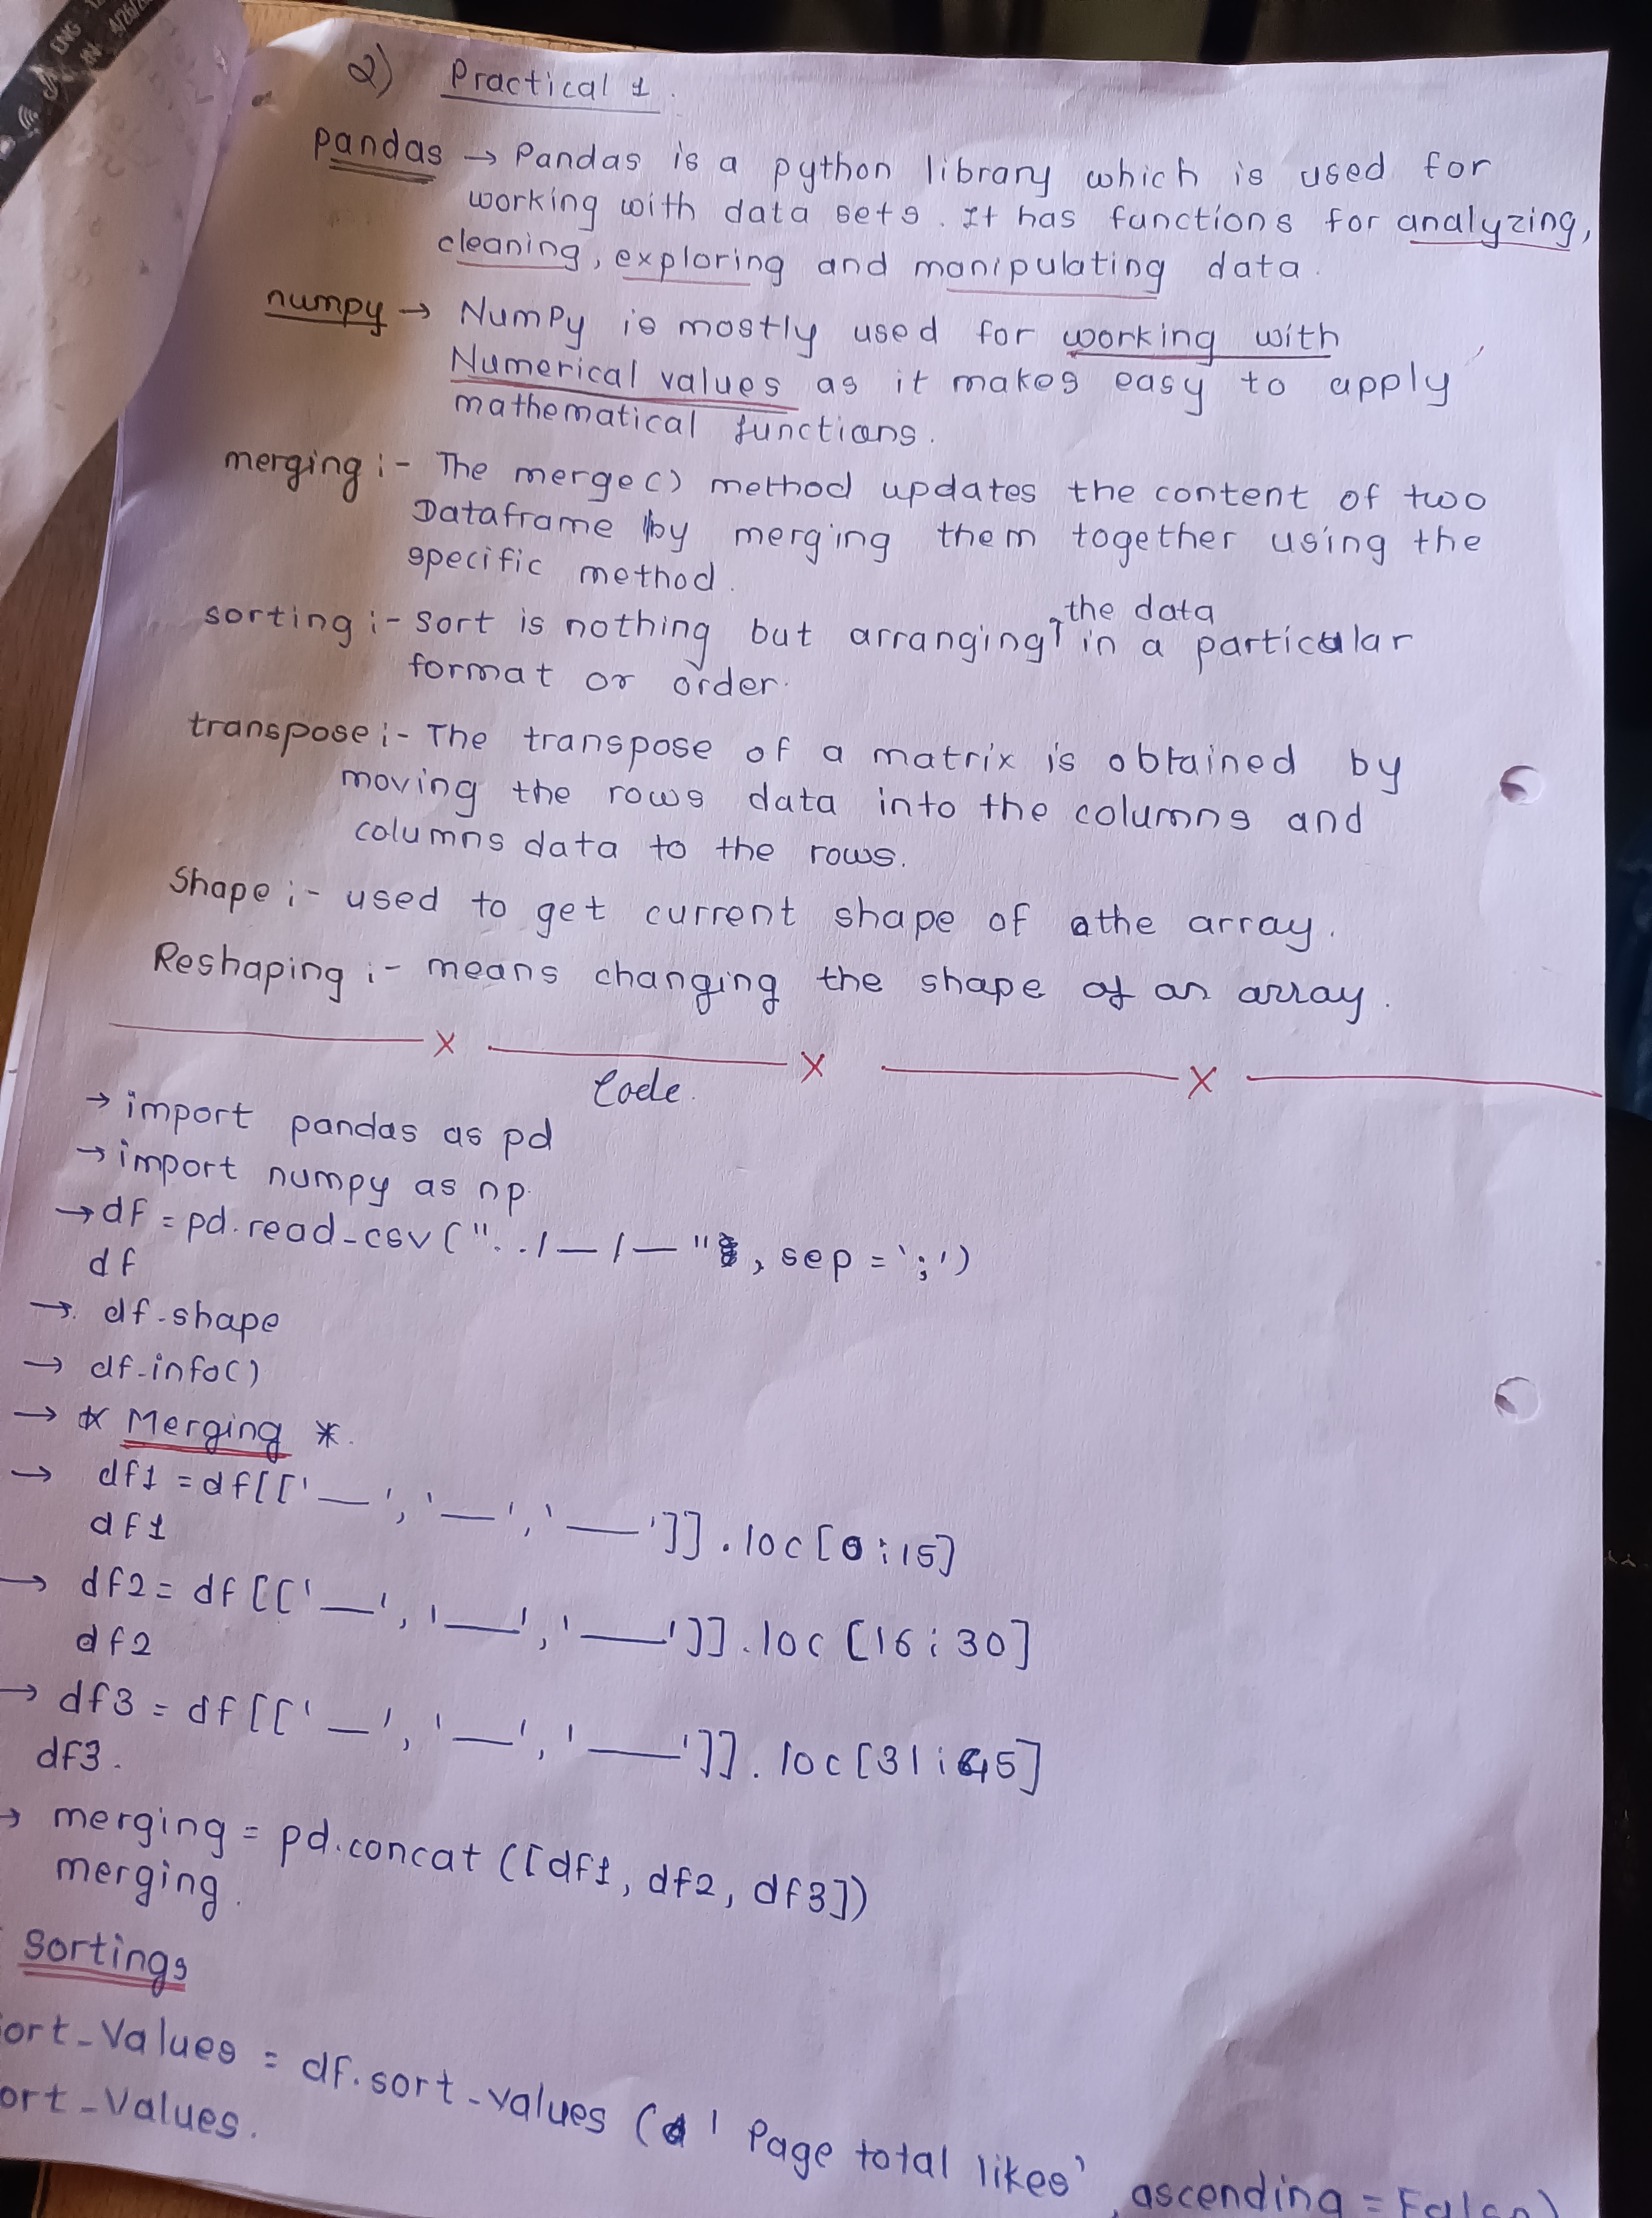 ENG
IN
4/26/2
2) Practical 1.
pandas → Pandas is a python library which is used for
working with data sets. It has functions for analyzing,
cleaning, exploring and manipulating data.
numpy → NumPy is mostly used for working with
Numerical values as it makes easy to apply
mathematical functions.
merging :- The merge() method updates the content of two
Dataframe by merging them together using the
specific method.
sorting :- Sort is nothing but arranging the data in a particular
format or order.
transpose :- The transpose of a matrix is obtained by
moving the rows data into the columns and
columns data to the rows.
Shape :- used to get current shape of the array.
Reshaping :- means changing the shape of an array.
Code.
→ import pandas as pd
→ import numpy as np.
→ df = pd.read_csv("../—/—", sep = ';')
df
→ df.shape
→ df.info()
→ * Merging *.
→ df1 = df[['—', '—', '—']].loc[0:15]
df1
→ df2 = df[['—', '—', '—']].loc[16:30]
df2
→ df3 = df[['—', '—', '—']].loc[31:45]
df3.
→ merging = pd.concat([df1, df2, df3])
merging.
Sortings
ort_Values = df.sort_values ('Page total likes', ascending = False)
ort_Values.